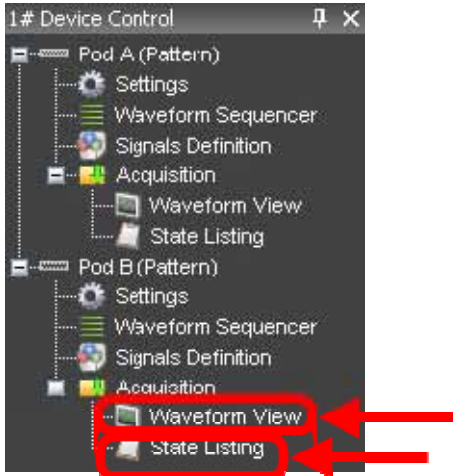 1# Device Control
Pod A (Pattern)
Settings
Waveform Sequencer
Signals Definition
Acquisition
Waveform View
State Listing
Pod B (Pattern)
Settings
Waveform Sequencer
Signals Definition
Acquisition
Waveform View
State Listing